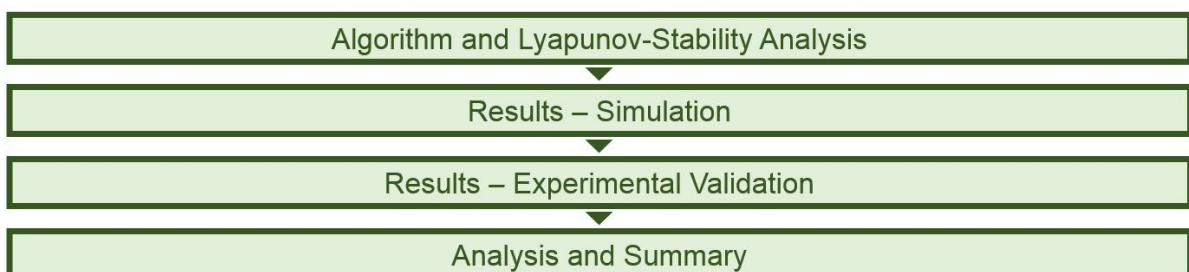 Algorithm and Lyapunov-Stability Analysis
Results – Simulation
Results – Experimental Validation
Analysis and Summary